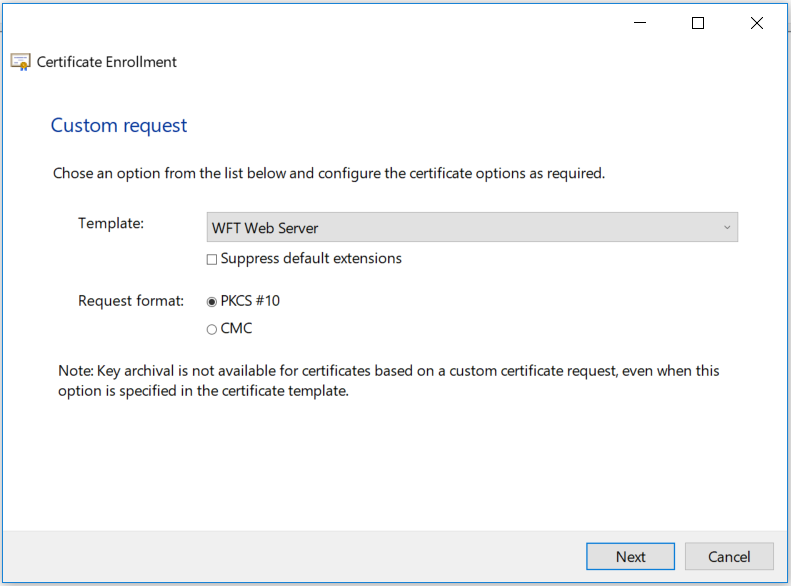 Certificate Enrollment
Custom request
Chose an option from the list below and configure the certificate options as required.
Template:
WFT Web Server
Suppress default extensions
Request format:
PKCS #10
CMC
Note: Key archival is not available for certificates based on a custom certificate request, even when this
option is specified in the certificate template.
Next
Cancel